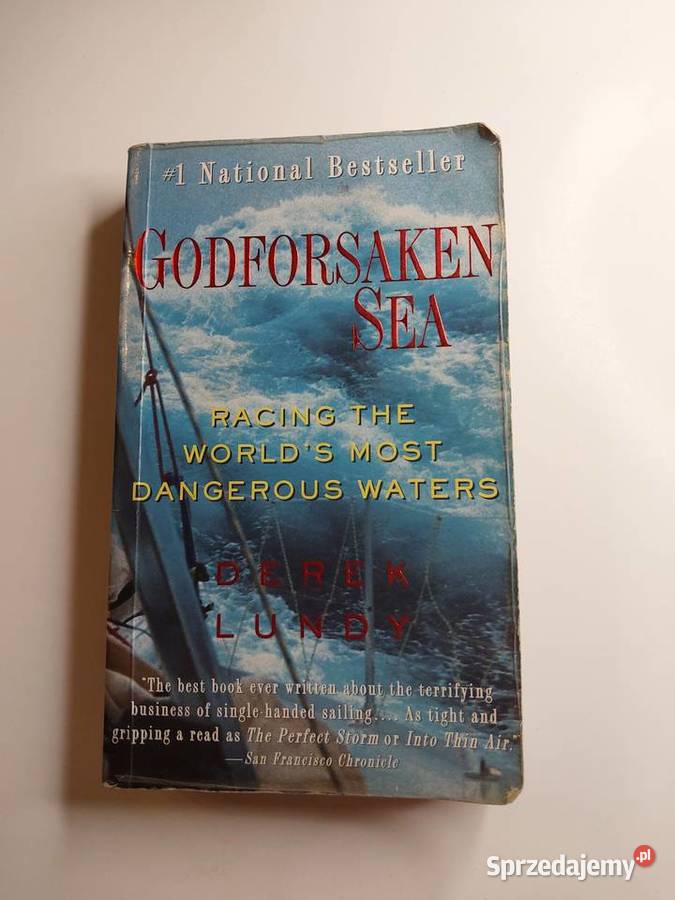 #1 National Bestseller
GODFORSAKEN
SEA
RACING THE
WORLD'S MOST
DANGEROUS WATERS
DEREK
LUNDY
"The best book ever written about the terrifying
business of single-handed sailing.... As tight and
gripping a read as The Perfect Storm or Into Thin Air."
—San Francisco Chronicle
Sprzedajemy.pl